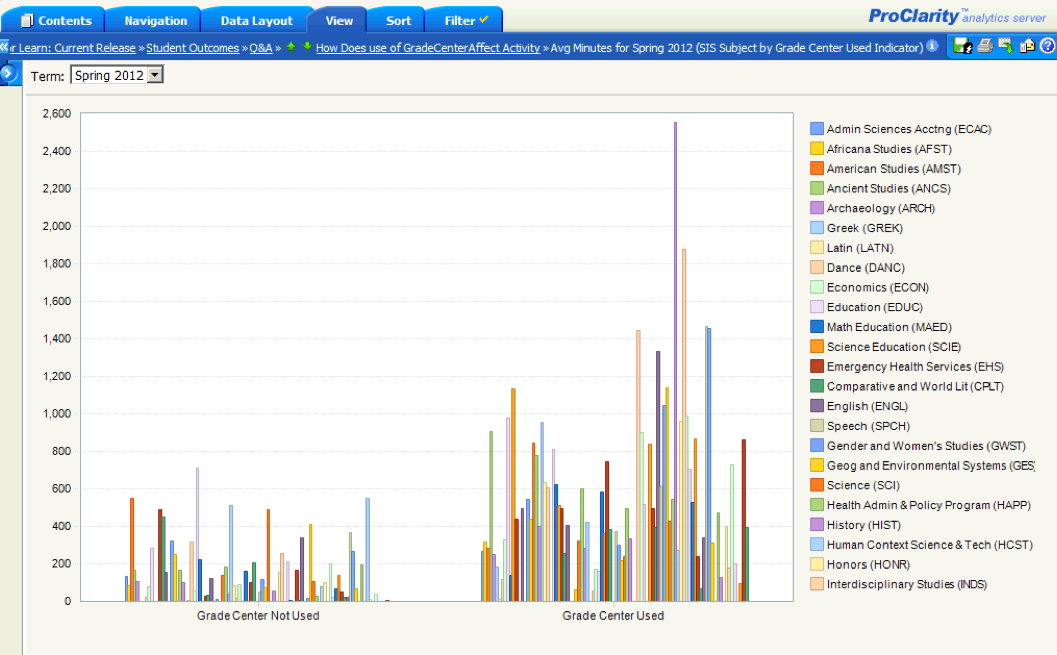 Contents Navigation Data Layout View Sort Filter ProClarity™ analytics server
r Learn: Current Release » Student Outcomes » Q&A » How Does use of GradeCenterAffect Activity » Avg Minutes for Spring 2012 (SIS Subject by Grade Center Used Indicator)
Term: Spring 2012
2,600
2,400
2,200
2,000
1,800
1,600
1,400
1,200
1,000
800
600
400
200
0
Grade Center Not Used Grade Center Used
Admin Sciences Acctng (ECAC)
Africana Studies (AFST)
American Studies (AMST)
Ancient Studies (ANCS)
Archaeology (ARCH)
Greek (GREK)
Latin (LATN)
Dance (DANC)
Economics (ECON)
Education (EDUC)
Math Education (MAED)
Science Education (SCIE)
Emergency Health Services (EHS)
Comparative and World Lit (CPLT)
English (ENGL)
Speech (SPCH)
Gender and Women's Studies (GWST)
Geog and Environmental Systems (GES
Science (SCI)
Health Admin & Policy Program (HAPP)
History (HIST)
Human Context Science & Tech (HCST)
Honors (HONR)
Interdisciplinary Studies (INDS)